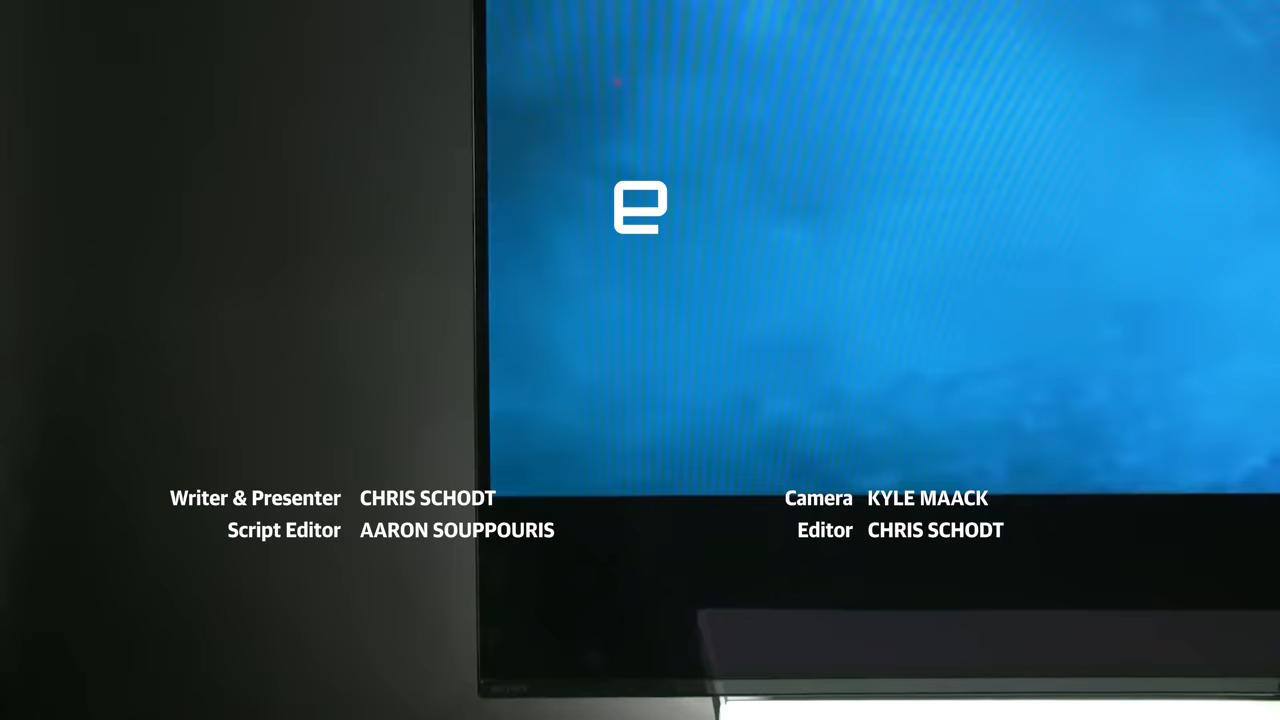 e
Writer & Presenter CHRIS SCHODT
Script Editor AARON SOUPPOURIS
Camera KYLE MAACK
Editor CHRIS SCHODT